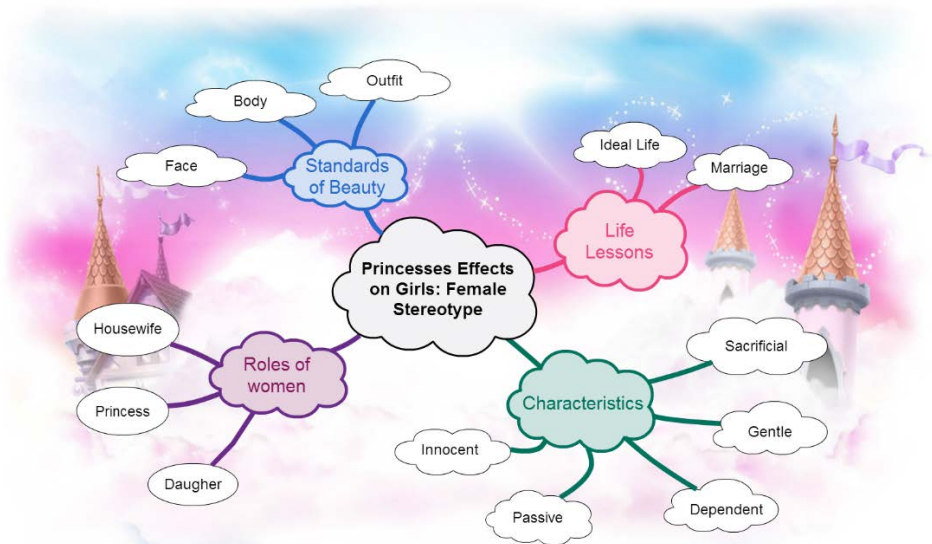 Outfit
Body
Face
Standards
of Beauty
Ideal Life
Marriage
Life
Lessons
Princesses Effects
on Girls: Female
Stereotype
Housewife
Princess
Daugher
Roles of
women
Characteristics
Sacrificial
Gentle
Dependent
Passive
Innocent